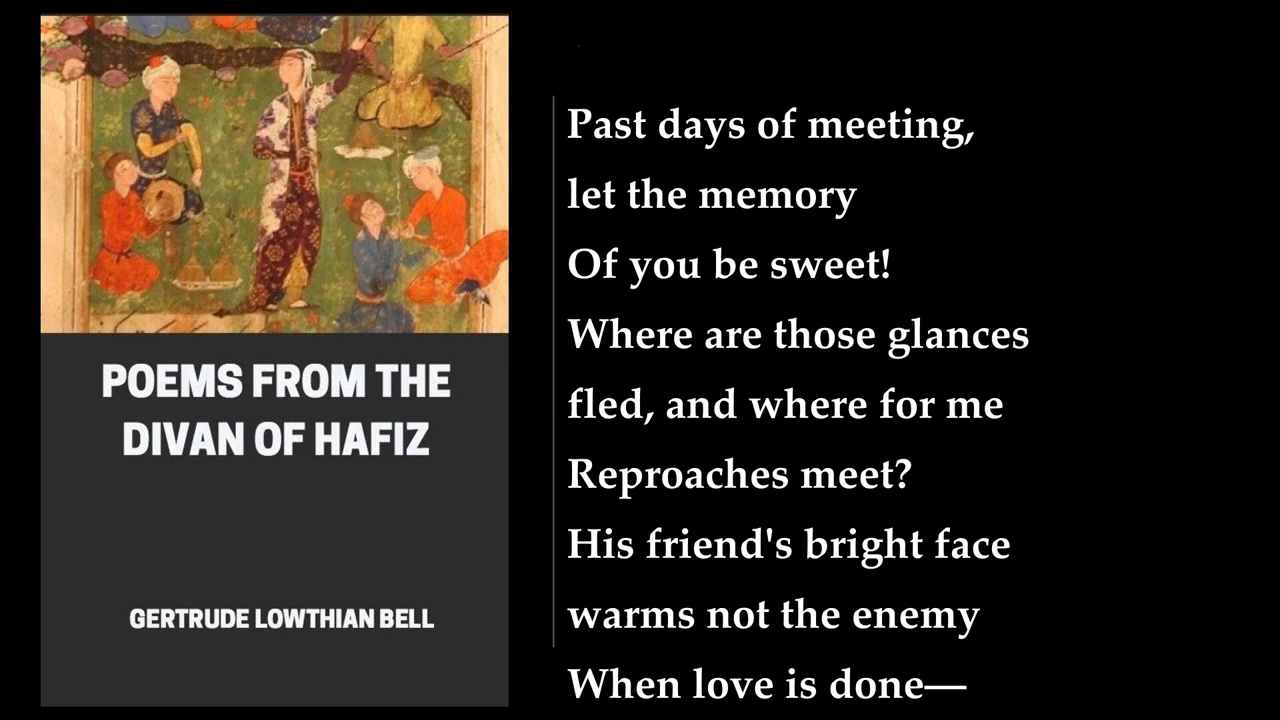 POEMS FROM THE
DIVAN OF HAFIZ
GERTRUDE LOWTHIAN BELL
Past days of meeting,
let the memory
Of you be sweet!
Where are those glances
fled, and where for me
Reproaches meet?
His friend's bright face
warms not the enemy
When love is done—